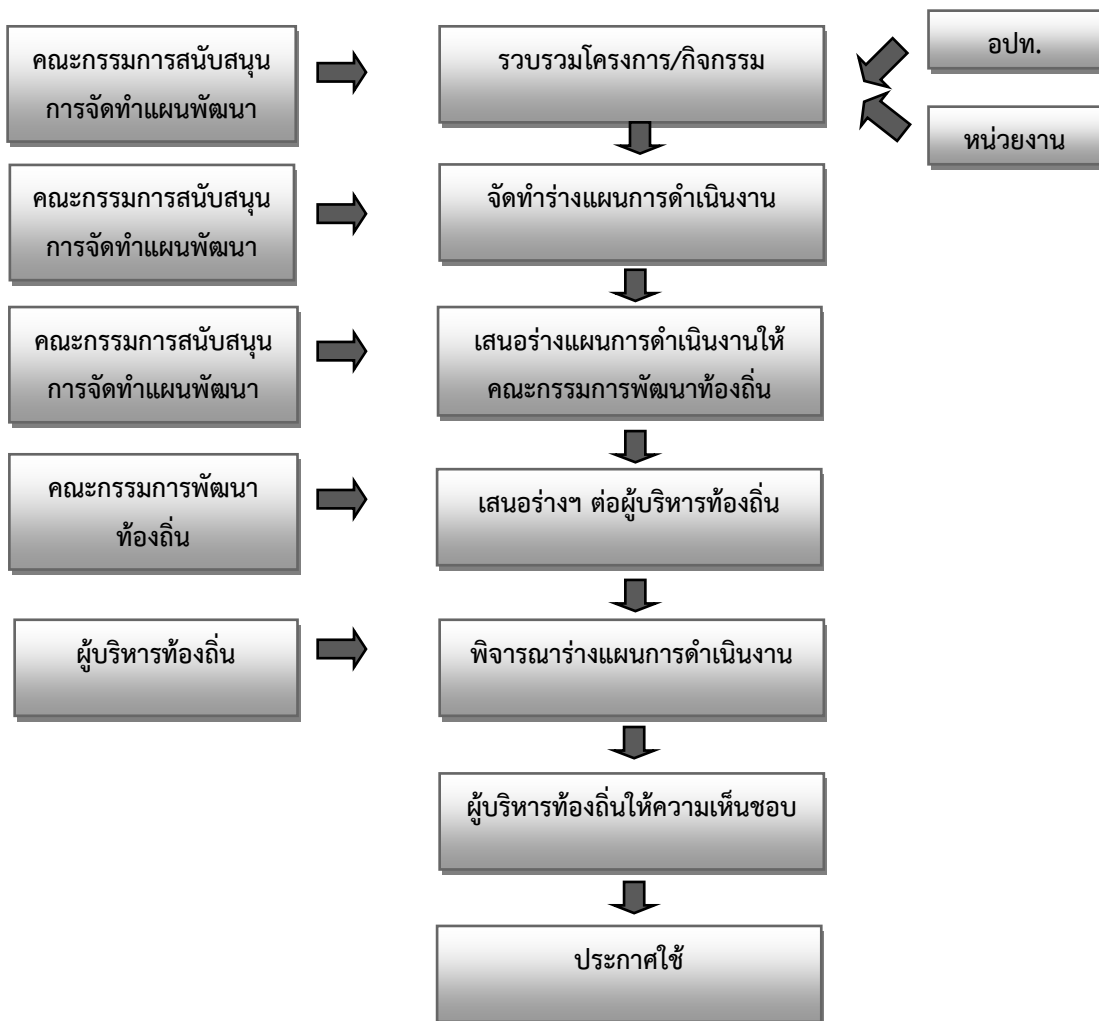 คณะกรรมการสนับสนุน
การจัดทำแผนพัฒนา
รวบรวมโครงการ/กิจกรรม
อปท.
หน่วยงาน
คณะกรรมการสนับสนุน
การจัดทำแผนพัฒนา
จัดทำร่างแผนการดำเนินงาน
คณะกรรมการสนับสนุน
การจัดทำแผนพัฒนา
เสนอร่างแผนการดำเนินงานให้
คณะกรรมการพัฒนาท้องถิ่น
คณะกรรมการพัฒนา
ท้องถิ่น
เสนอร่างฯ ต่อผู้บริหารท้องถิ่น
ผู้บริหารท้องถิ่น
พิจารณาร่างแผนการดำเนินงาน
ผู้บริหารท้องถิ่นให้ความเห็นชอบ
ประกาศใช้